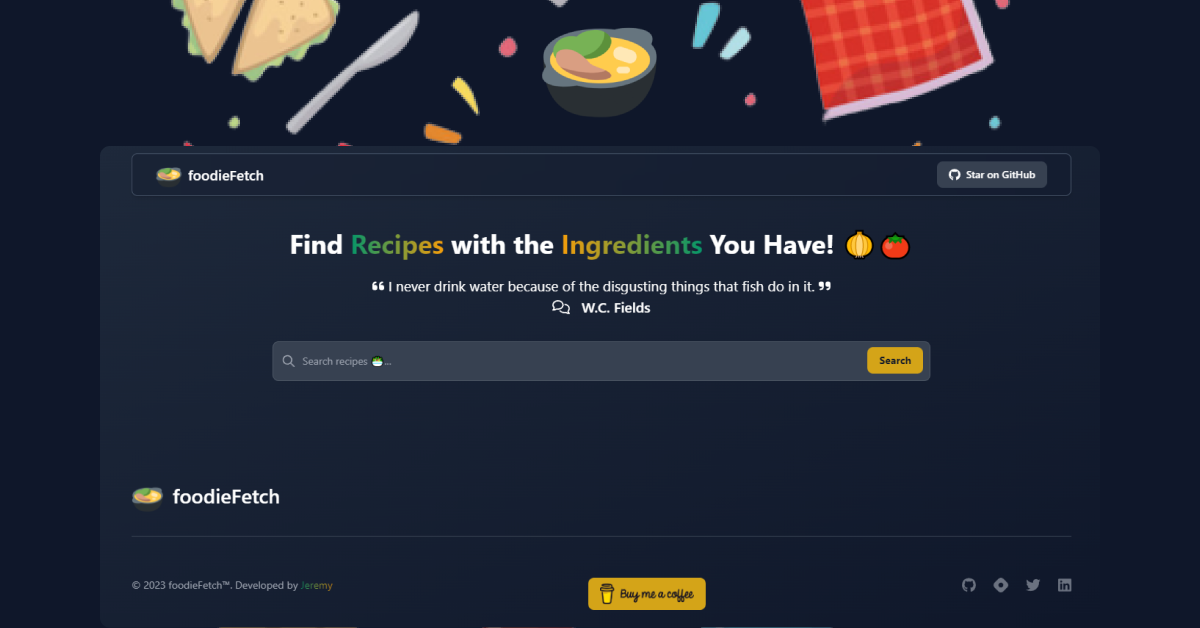 foodieFetch
Star on GitHub
Find Recipes with the Ingredients You Have!
❝ I never drink water because of the disgusting things that fish do in it. ❞
W.C. Fields
Search recipes 🥗...
Search
foodieFetch
© 2023 foodieFetch™. Developed by Jeremy
Buy me a coffee